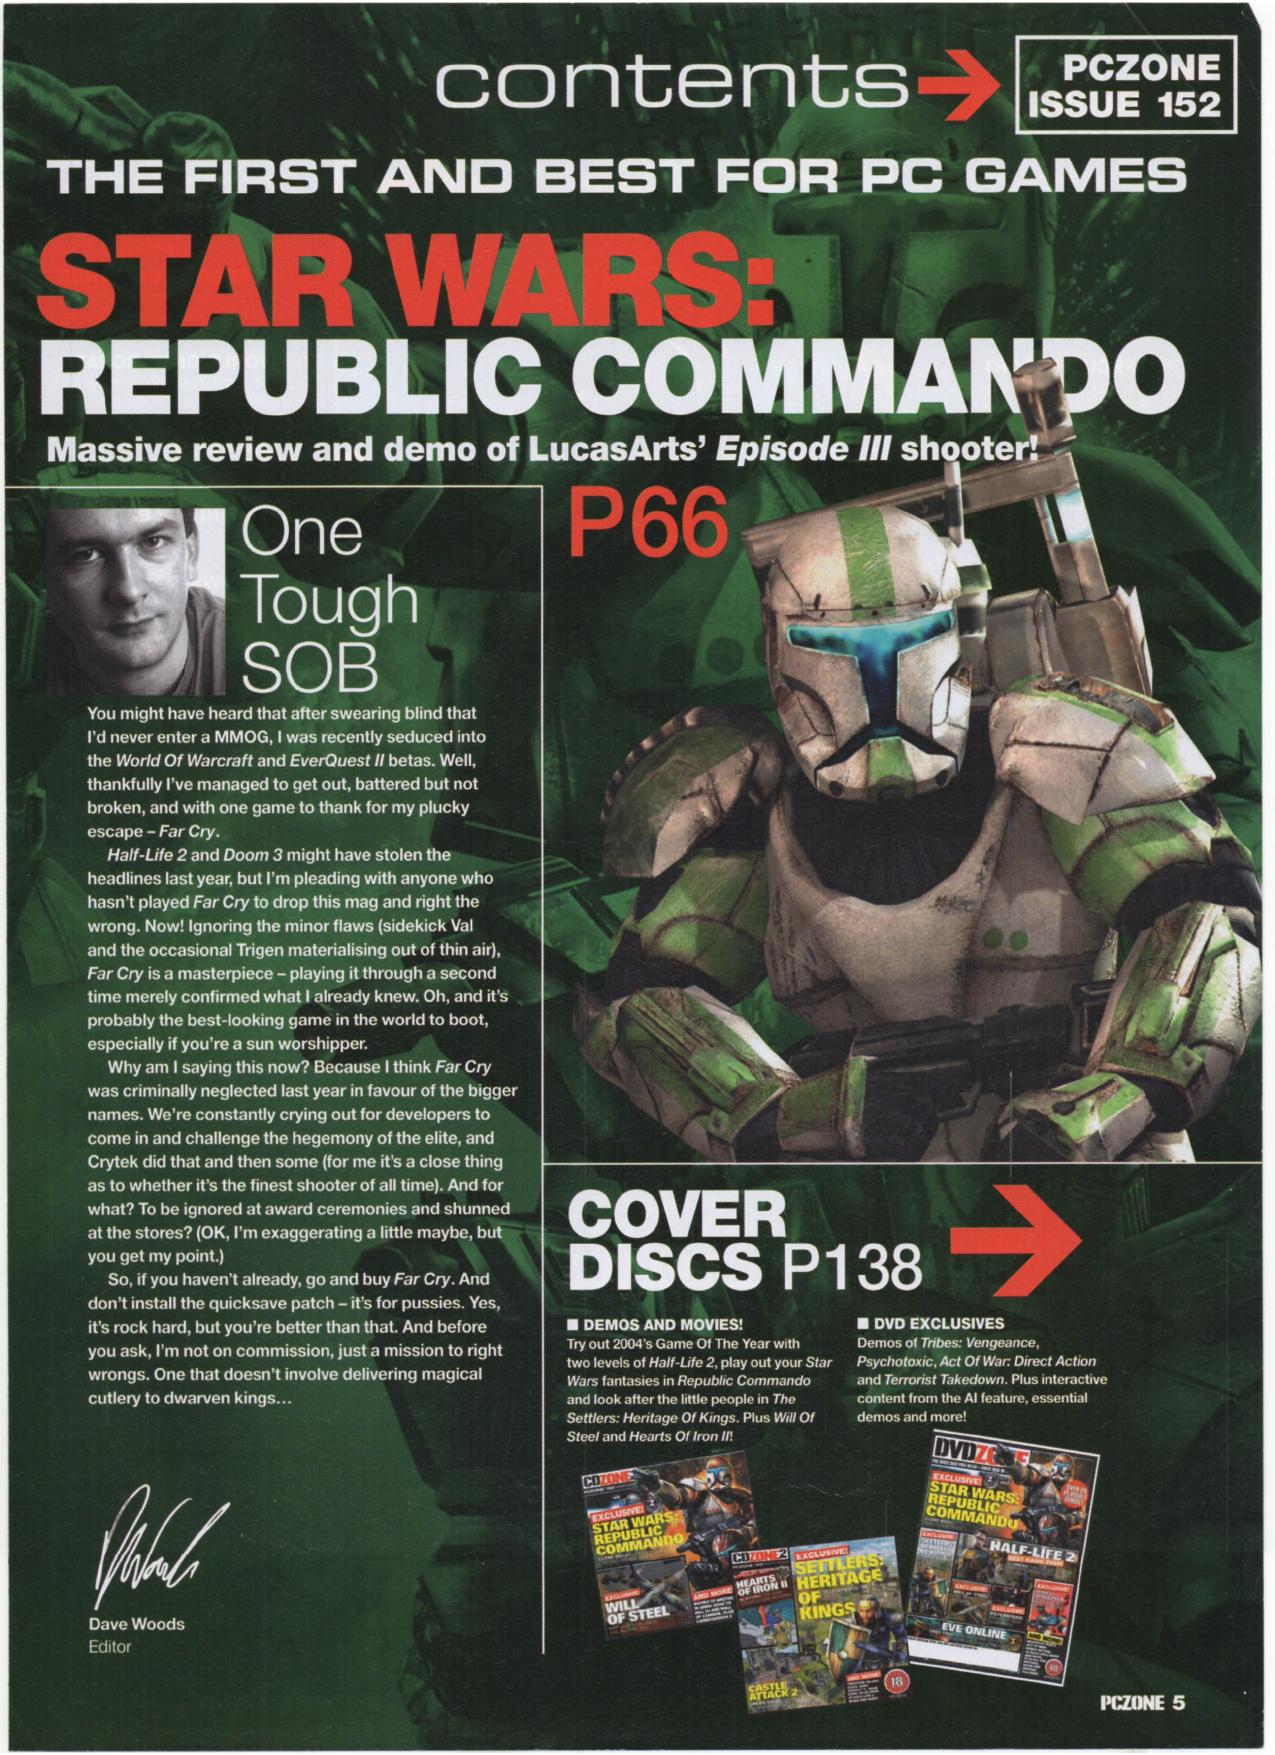 contents
PCZONE
ISSUE 152
THE FIRST AND BEST FOR PC GAMES
STAR WARS:
REPUBLIC COMMANDO
Massive review and demo of LucasArts' Episode III shooter!
P66
One
Tough
SOB
You might have heard that after swearing blind that
I'd never enter a MMOG, I was recently seduced into
the World Of Warcraft and EverQuest II betas. Well,
thankfully I've managed to get out, battered but not
broken, and with one game to thank for my plucky
escape – Far Cry.
Half-Life 2 and Doom 3 might have stolen the
headlines last year, but I'm pleading with anyone who
hasn't played Far Cry to drop this mag and right the
wrong. Now! Ignoring the minor flaws (sidekick Val
and the occasional Trigen materialising out of thin air),
Far Cry is a masterpiece – playing it through a second
time merely confirmed what I already knew. Oh, and it's
probably the best-looking game in the world to boot,
especially if you're a sun worshipper.
Why am I saying this now? Because I think Far Cry
was criminally neglected last year in favour of the bigger
names. We're constantly crying out for developers to
come in and challenge the hegemony of the elite, and
Crytek did that and then some (for me it's a close thing
as to whether it's the finest shooter of all time). And for
what? To be ignored at award ceremonies and shunned
at the stores? (OK, I'm exaggerating a little maybe, but
you get my point.)
So, if you haven't already, go and buy Far Cry. And
don't install the quicksave patch – it's for pussies. Yes,
it's rock hard, but you're better than that. And before
you ask, I'm not on commission, just a mission to right
wrongs. One that doesn't involve delivering magical
cutlery to dwarven kings...
DWoods
Dave Woods
Editor
COVER
DISCS P138
■ DEMOS AND MOVIES!
Try out 2004's Game Of The Year with
two levels of Half-Life 2, play out your Star
Wars fantasies in Republic Commando
and look after the little people in The
Settlers: Heritage Of Kings. Plus Will Of
Steel and Hearts Of Iron II!
■ DVD EXCLUSIVES
Demos of Tribes: Vengeance,
Psychotoxic, Act Of War: Direct Action
and Terrorist Takedown. Plus interactive
content from the AI feature, essential
demos and more!
CDZONE
EXCLUSIVE!
STAR WARS:
REPUBLIC
COMMANDO
EXCLUSIVE!
WILL
OF STEEL
AND MORE!
CDZONE2
HEARTS
OF IRON II
EXCLUSIVE!
SETTLERS:
HERITAGE
OF
KINGS
CASTLE
ATTACK 2
AND MORE!
18
DVDZONE
EXCLUSIVE!
STAR WARS:
REPUBLIC
COMMANDO
EXCLUSIVE!
HALF-LIFE 2
EXCLUSIVE!
EXCLUSIVE!
EXCLUSIVE!
EVE ONLINE
AND MORE!
18
PCZONE 5